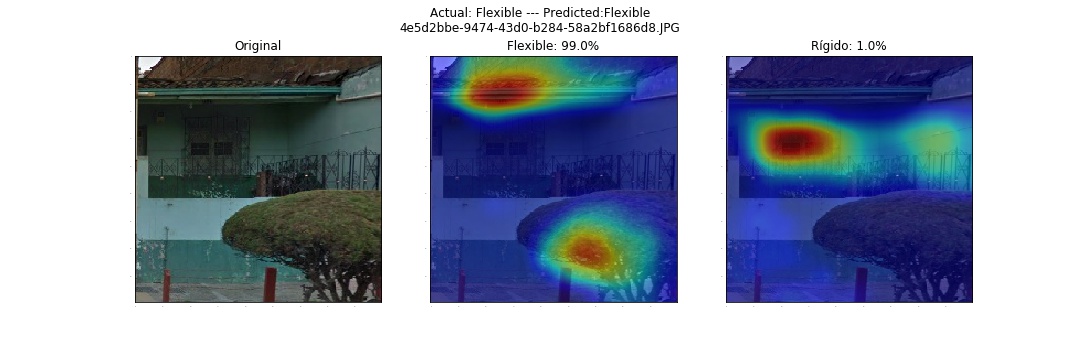 Actual: Flexible --- Predicted:Flexible
4e5d2bbe-9474-43d0-b284-58a2bf1686d8.JPG
Original
Flexible: 99.0%
Rígido: 1.0%